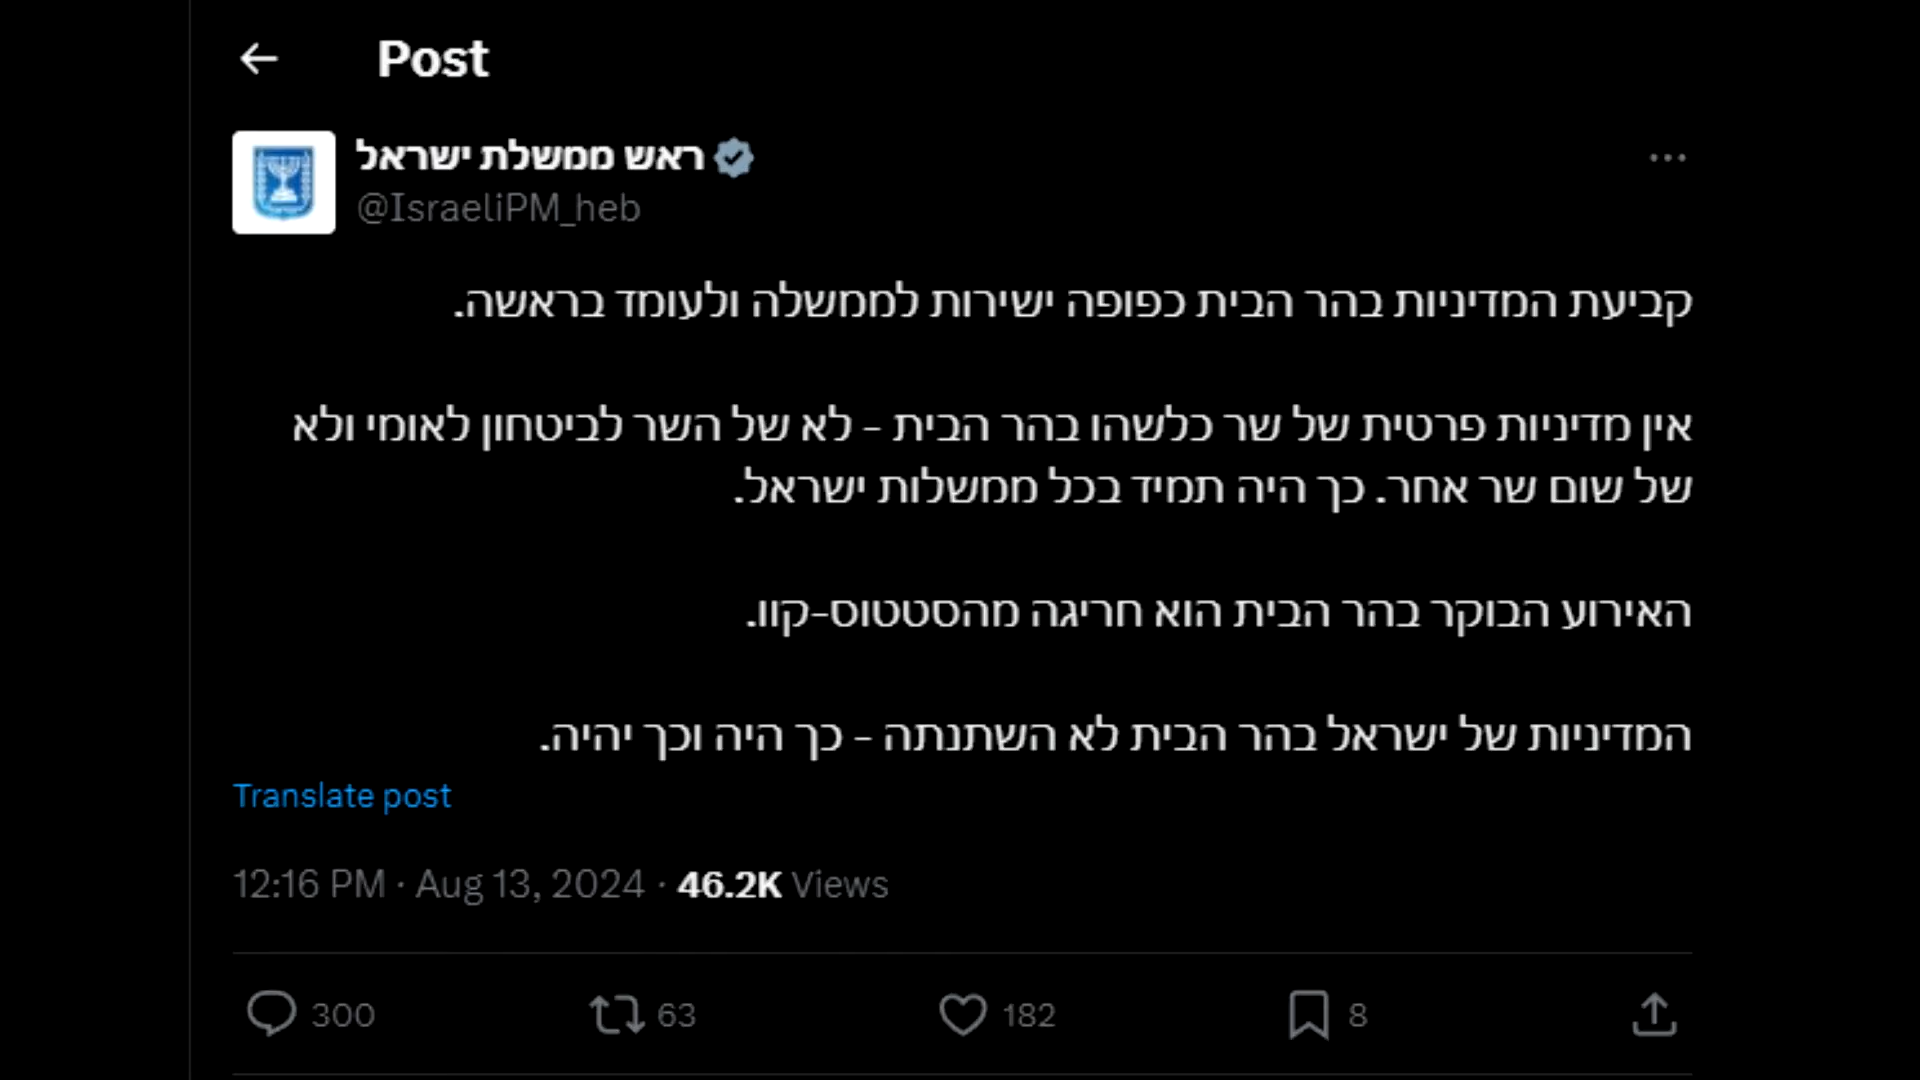 Post
ראש ממשלת ישראל
@IsraeliPM_heb
קביעת המדיניות בהר הבית כפופה ישירות לממשלה ולעומד בראשה.
אין מדיניות פרטית של שר כלשהו בהר הבית - לא של השר לביטחון לאומי ולא
של שום שר אחר. כך היה תמיד בכל ממשלות ישראל.
האירוע הבוקר בהר הבית הוא חריגה מהסטטוס-קוו.
המדיניות של ישראל בהר הבית לא השתנתה - כך היה וכך יהיה.
Translate post
12:16 PM · Aug 13, 2024 · 46.2K Views
300 63 182 8